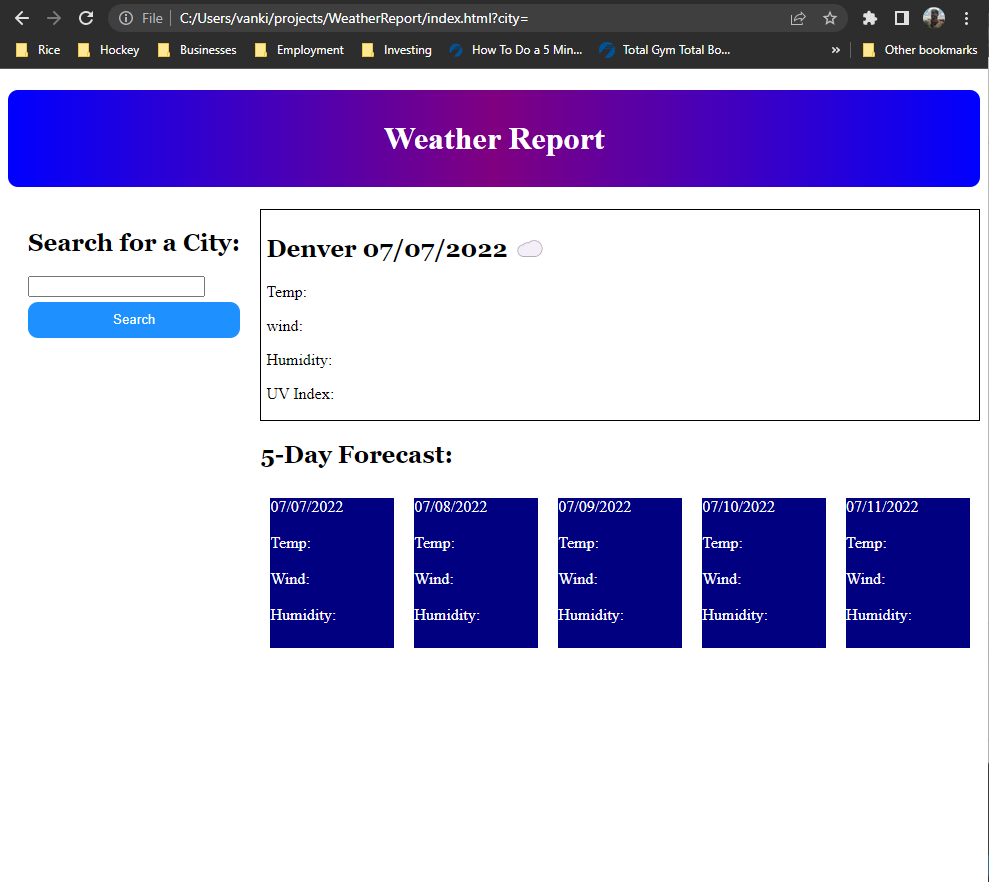 File C:/Users/vanki/projects/WeatherReport/index.html?city=
Rice Hockey Businesses Employment Investing How To Do a 5 Min... Total Gym Total Bo... » Other bookmarks
Weather Report
Search for a City:
Search
Denver 07/07/2022
Temp:
wind:
Humidity:
UV Index:
5-Day Forecast:
07/07/2022 07/08/2022 07/09/2022 07/10/2022 07/11/2022
Temp: Temp: Temp: Temp: Temp:
Wind: Wind: Wind: Wind: Wind:
Humidity: Humidity: Humidity: Humidity: Humidity: